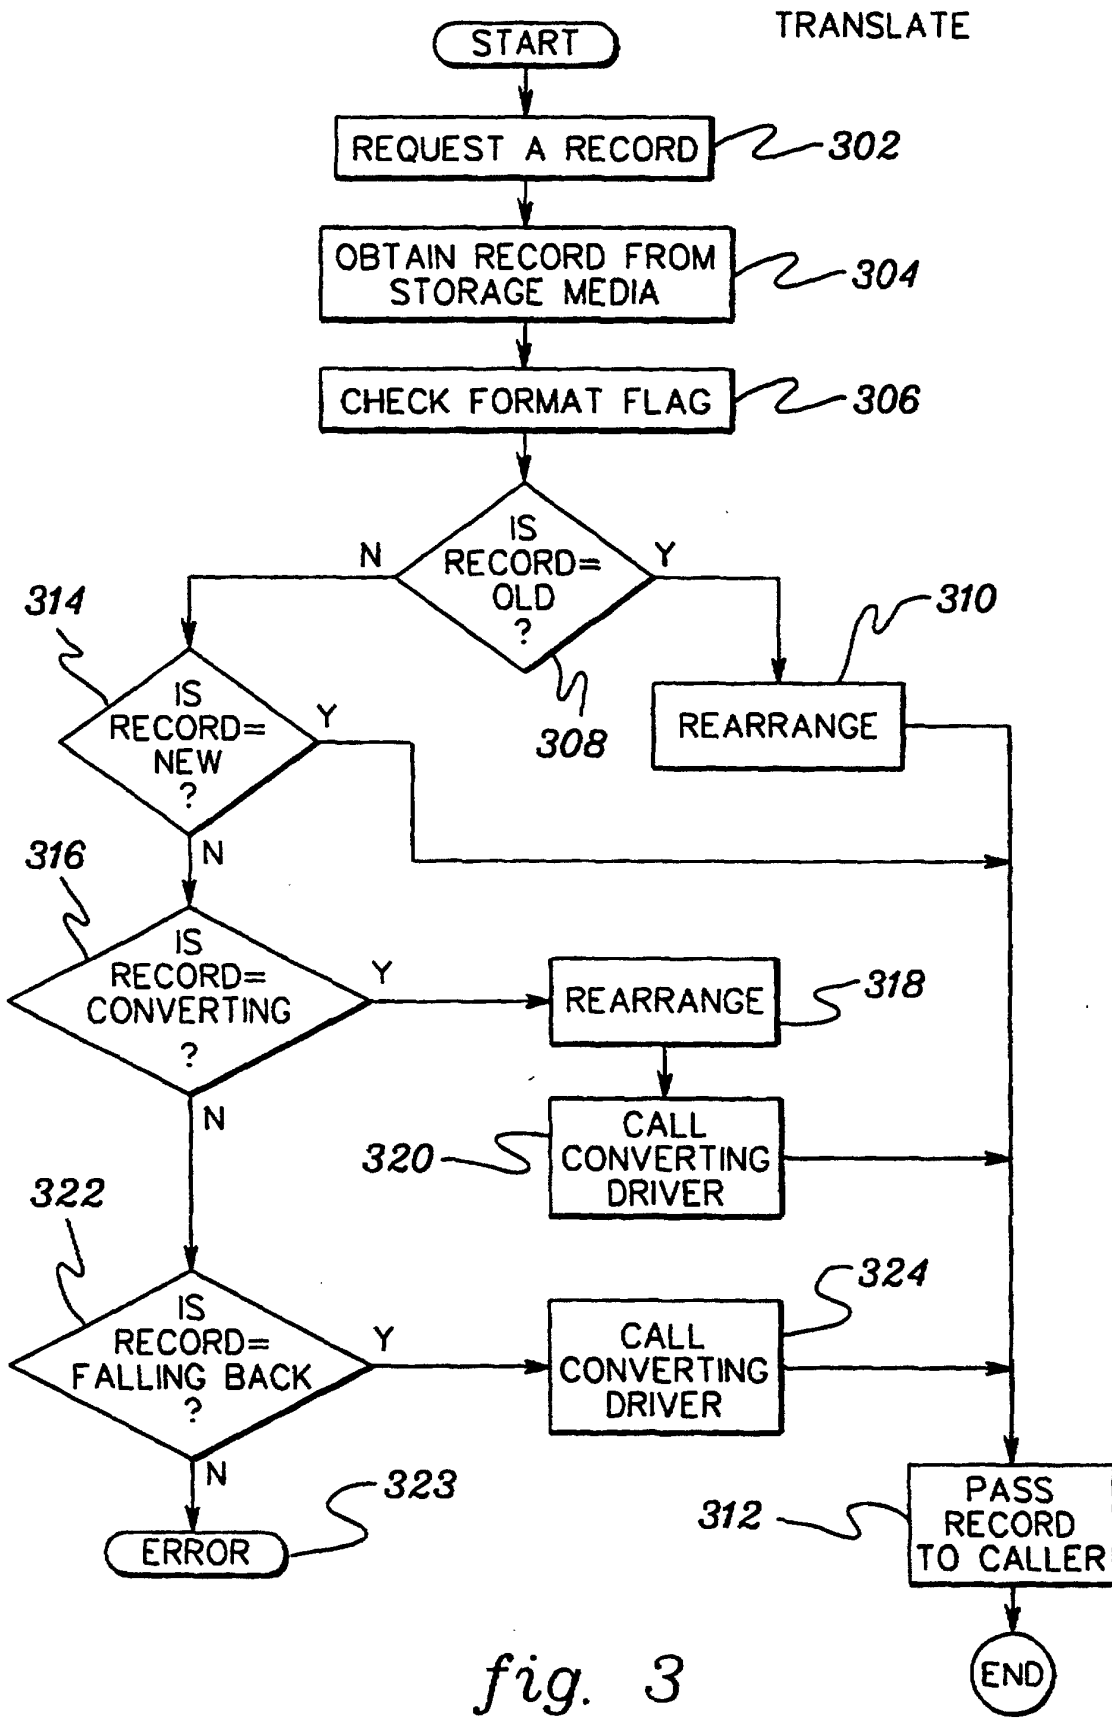 TRANSLATE
START
REQUEST A RECORD
302
OBTAIN RECORD FROM
STORAGE MEDIA
304
CHECK FORMAT FLAG
306
IS
RECORD=
OLD
?
N
Y
308
310
REARRANGE
314
IS
RECORD=
NEW
?
Y
N
316
IS
RECORD=
CONVERTING
?
Y
N
REARRANGE
318
CALL
CONVERTING
DRIVER
320
322
IS
RECORD=
FALLING BACK
?
Y
N
CALL
CONVERTING
DRIVER
324
ERROR
323
PASS
RECORD
TO CALLER
312
END
fig. 3